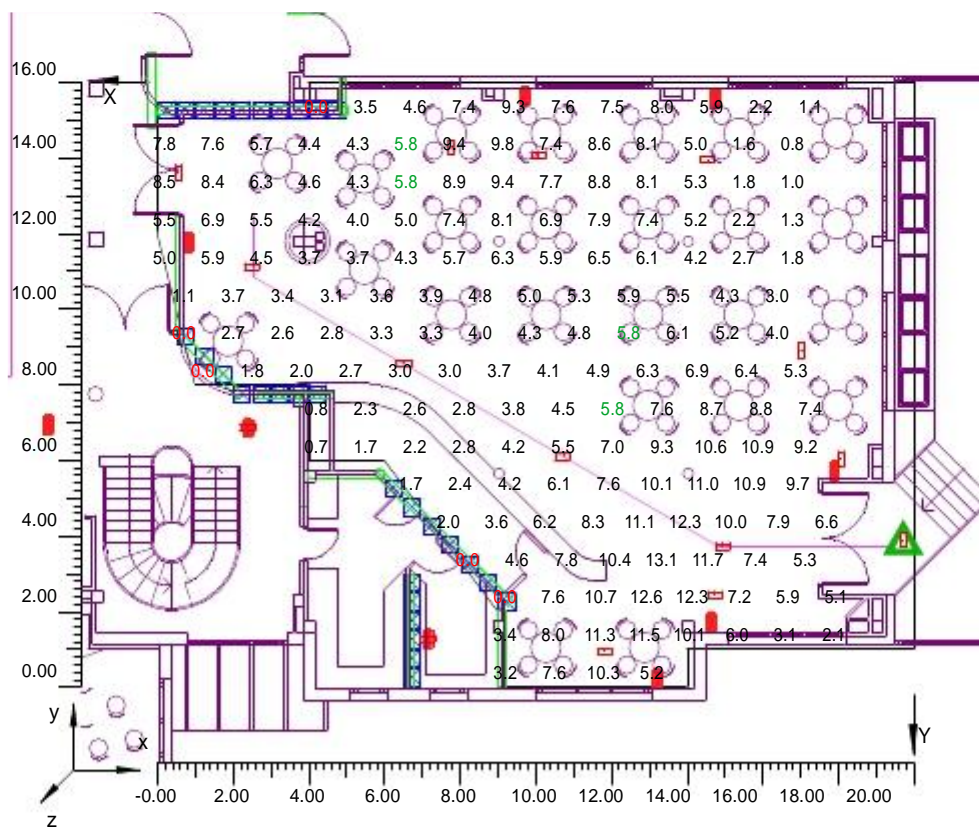 16.00
X
0.0 3.5 4.6 7.4 9.3 7.6 7.5 8.0 5.9 2.2 1.1
14.00
7.8 7.6 5.7 4.4 4.3 5.8 9.4 9.8 7.4 8.6 8.1 5.0 1.6 0.8
8.5 8.4 6.3 4.6 4.3 5.8 8.9 9.4 7.7 8.8 8.1 5.3 1.8 1.0
12.00
5.5 6.9 5.5 4.2 4.0 5.0 7.4 8.1 6.9 7.9 7.4 5.2 2.2 1.3
5.0 5.9 4.5 3.7 3.7 4.3 5.7 6.3 5.9 6.5 6.1 4.2 2.7 1.8
10.00
1.1 3.7 3.4 3.1 3.6 3.9 4.8 5.0 5.3 5.9 5.5 4.3 3.0
0.0 2.7 2.6 2.8 3.3 3.3 4.0 4.3 4.8 5.8 6.1 5.2 4.0
8.00
0.0 1.8 2.0 2.7 3.0 3.0 3.7 4.1 4.9 6.3 6.9 6.4 5.3
0.8 2.3 2.6 2.8 3.8 4.5 5.8 7.6 8.7 8.8 7.4
6.00
0.7 1.7 2.2 2.8 4.2 5.5 7.0 9.3 10.6 10.9 9.2
1.7 2.4 4.2 6.1 7.6 10.1 11.0 10.9 9.7
4.00
2.0 3.6 6.2 8.3 11.1 12.3 10.0 7.9 6.6
0.0 4.6 7.8 10.4 13.1 11.7 7.4 5.3
2.00
0.0 7.6 10.7 12.6 12.3 7.2 5.9 5.1
3.4 8.0 11.3 11.5 10.1 6.0 3.1 2.4
0.00
3.2 7.6 10.3 5.2
y
x
Y
z
-0.00 2.00 4.00 6.00 8.00 10.00 12.00 14.00 16.00 18.00 20.00